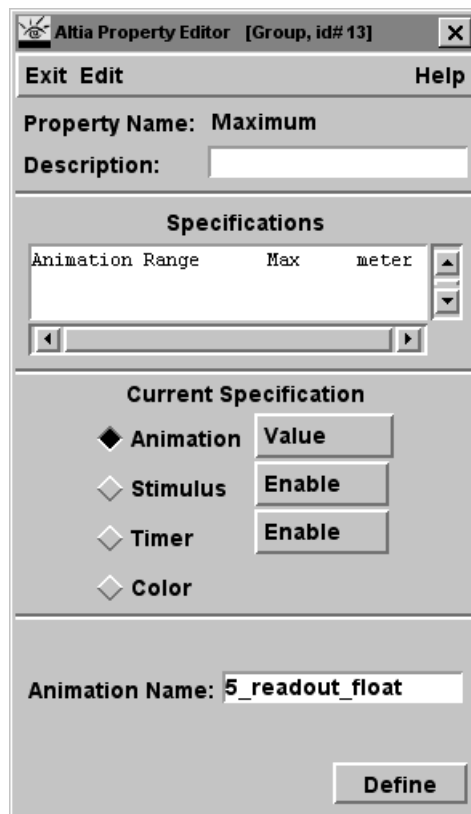 Altia Property Editor [Group, id# 13]
Exit Edit Help
Property Name: Maximum
Description:
Specifications
Animation Range Max meter
Current Specification
Animation Value
Stimulus Enable
Timer Enable
Color
Animation Name: 5_readout_float
Define